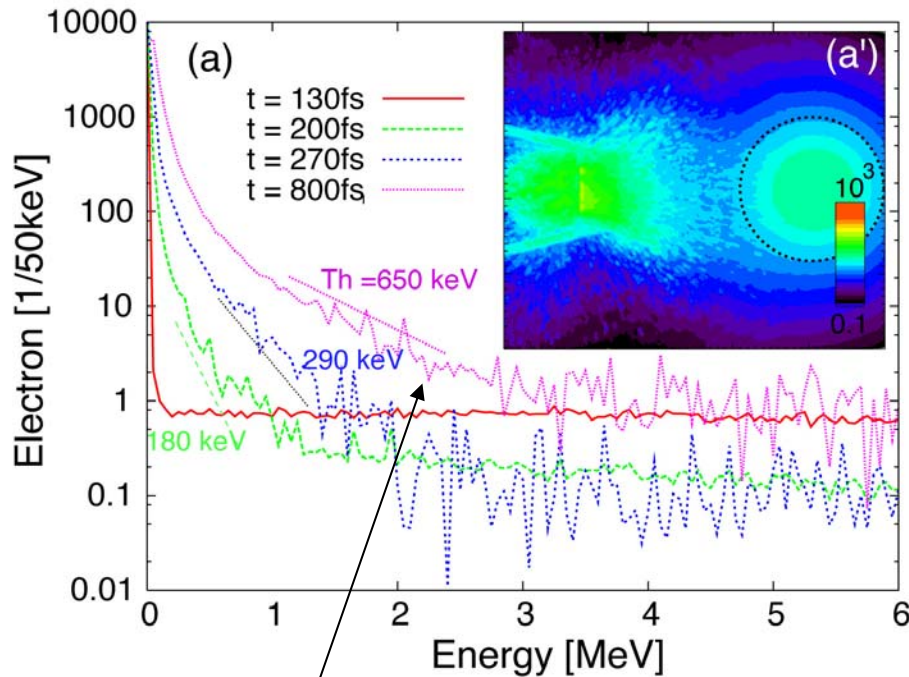 10000
1000
100
10
1
0.1
0.01
Electron [1/50keV]
(a)
t = 130fs
t = 200fs
t = 270fs
t = 800fs
Th =650 keV
290 keV
180 keV
(a')
10³
0.1
0 1 2 3 4 5 6
Energy [MeV]